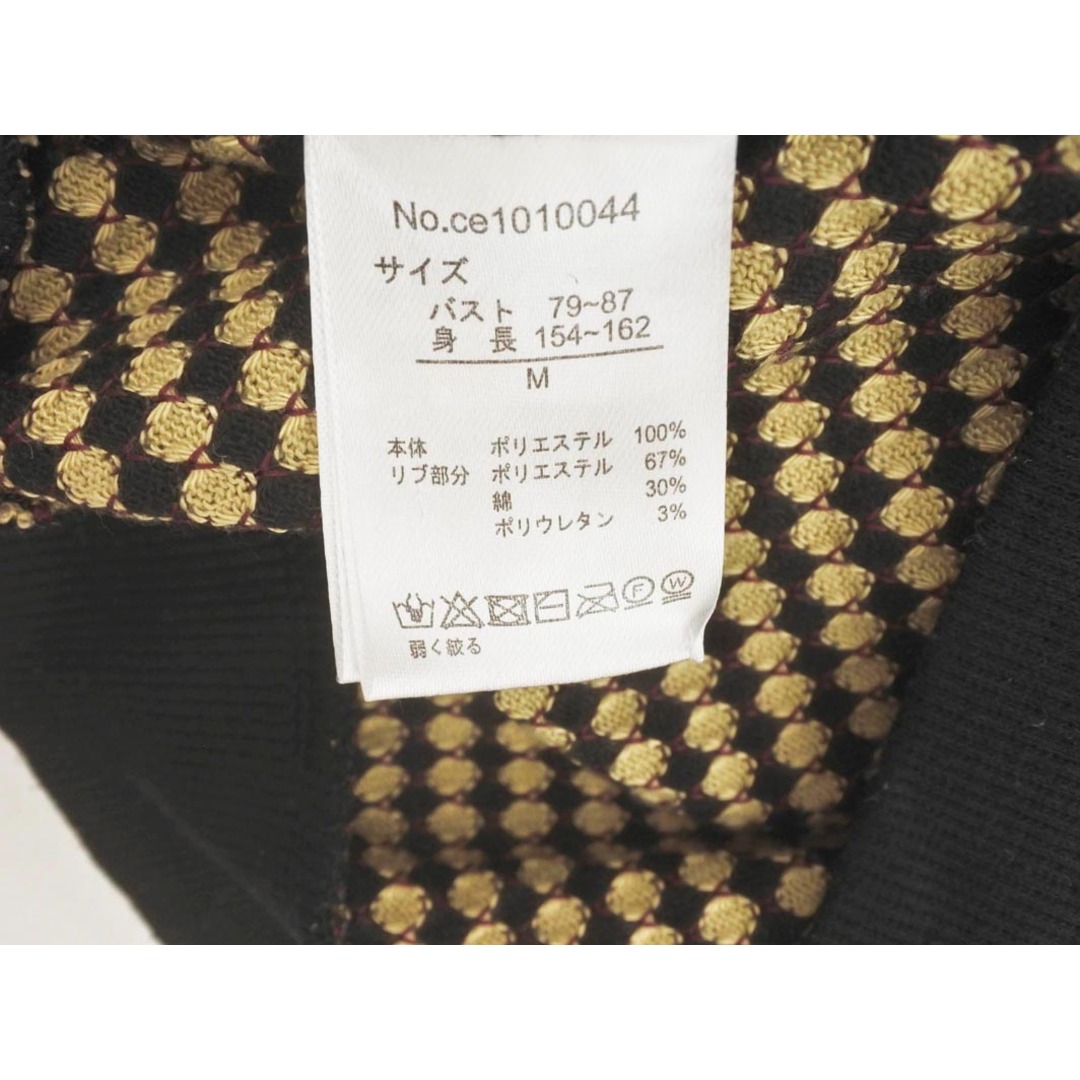 No.ce1010044
サイズ
バスト 79~87
身 長 154~162
M
本体 ポリエステル 100%
リブ部分 ポリエステル 67%
綿 30%
ポリウレタン 3%
F W
弱く絞る